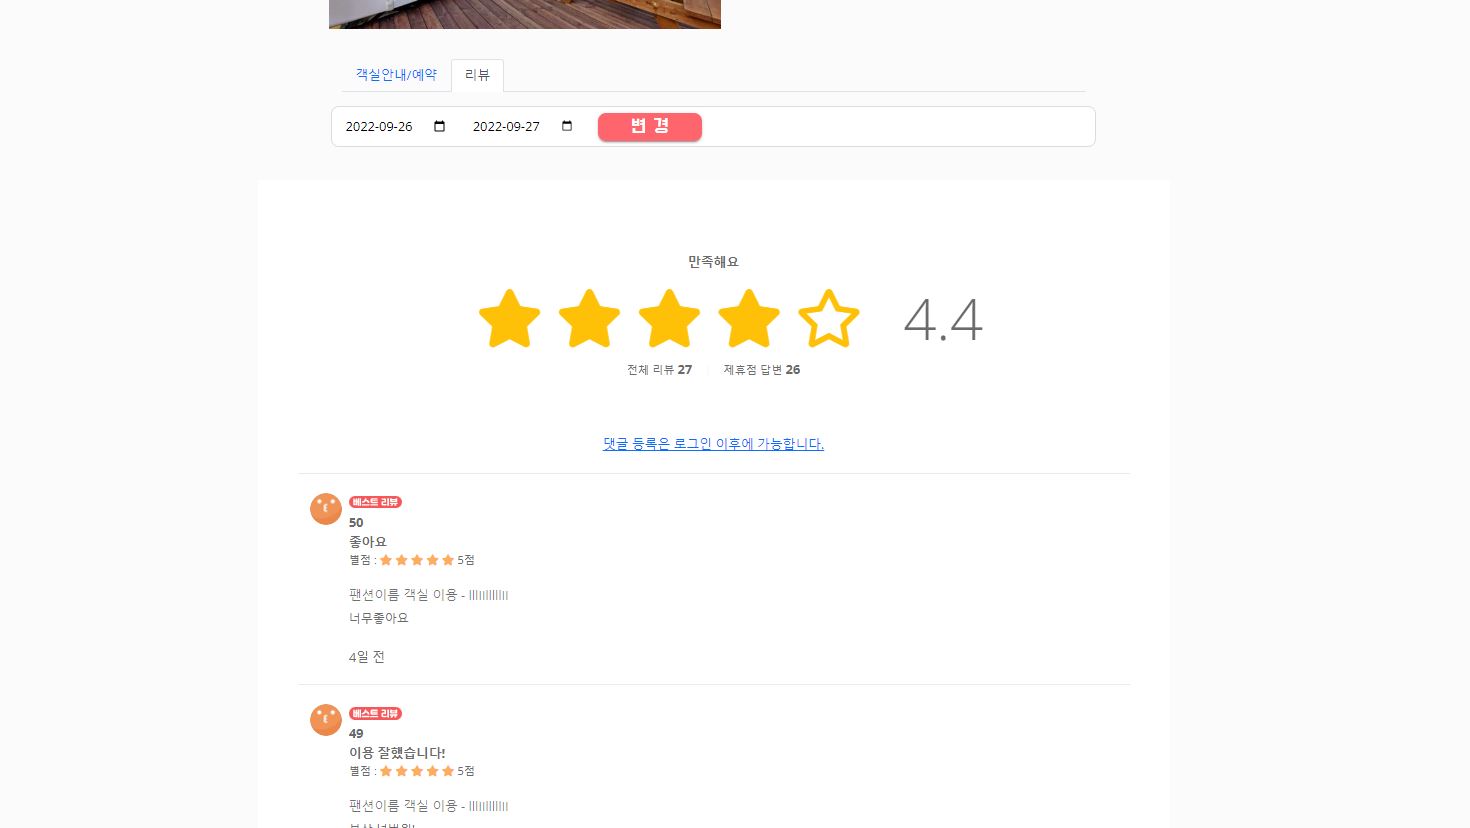 객실안내/예약 리뷰
2022-09-26 2022-09-27 변 경
만족해요
4.4
전체 리뷰 27 제휴점 답변 26
댓글 등록은 로그인 이후에 가능합니다.
베스트 리뷰
50
좋아요
별점 : ★★★★★ 5점
팬션이름 객실 이용 -
너무좋아요
4일 전
베스트 리뷰
49
이용 잘했습니다!
별점 : ★★★★★ 5점
팬션이름 객실 이용 -